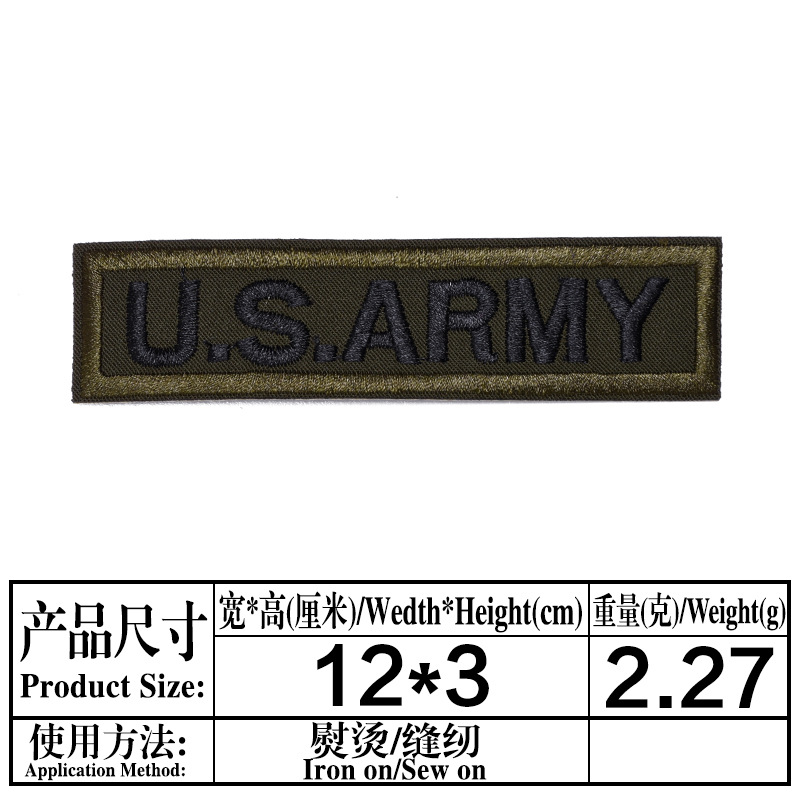 U.S.ARMY
产品尺寸
Product Size:
宽*高(厘米)/Wedth*Height(cm)
12*3
重量(克)/Weight(g)
2.27
使用方法:
Application Method:
熨烫/缝纫
Iron on/Sew on